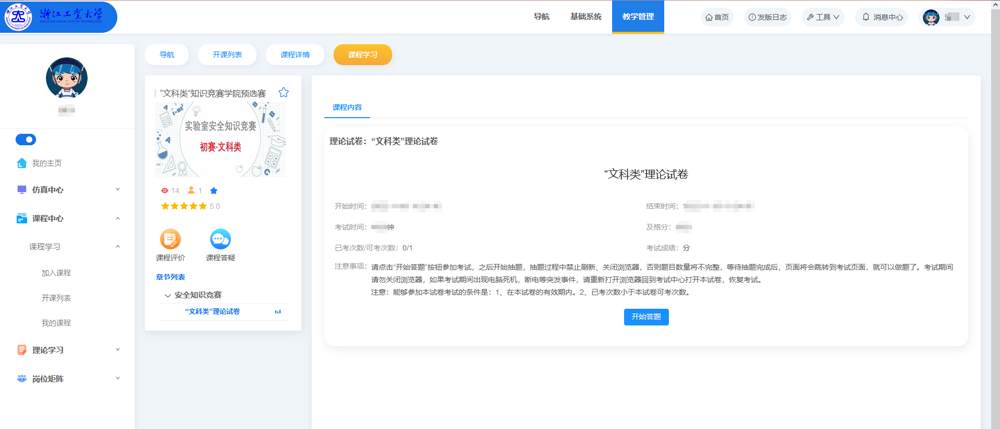 浙江工业大学
ZHEJIANG UNIVERSITY OF TECHNOLOGY
导航
基础系统
教学管理
首页
发版日志
工具
消息中心
导航
开课列表
课程详情
课程学习
我的主页
仿真中心
课程中心
课程学习
加入课程
开课列表
我的课程
理论学习
岗位矩阵
“文科类”知识竞赛学院预选赛
实验室安全知识竞赛
初赛·文科类
14
1
5.0
课程评价
课程答疑
章节列表
安全知识竞赛
“文科类”理论试卷
课程内容
理论试卷：“文科类”理论试卷
“文科类”理论试卷
开始时间：
结束时间：
考试时间： 钟
及格分：
已考次数/可考次数：0/1
考试成绩：分
注意事项：请点击“开始答题”按钮参加考试，之后开始抽题，抽题过程中禁止刷新、关闭浏览器，否则题目数量将不完整，等待抽题完成后，页面将会跳转到考试页面，就可以做题了。考试期间
请勿关闭浏览器，如果考试期间出现电脑死机，断电等突发事件，请重新打开浏览器回到考试中心打开本试卷，恢复考试。
注意：能够参加本试卷考试的条件是：1、在本试卷的有效期内。2、已考次数小于本试卷可考次数。
开始答题